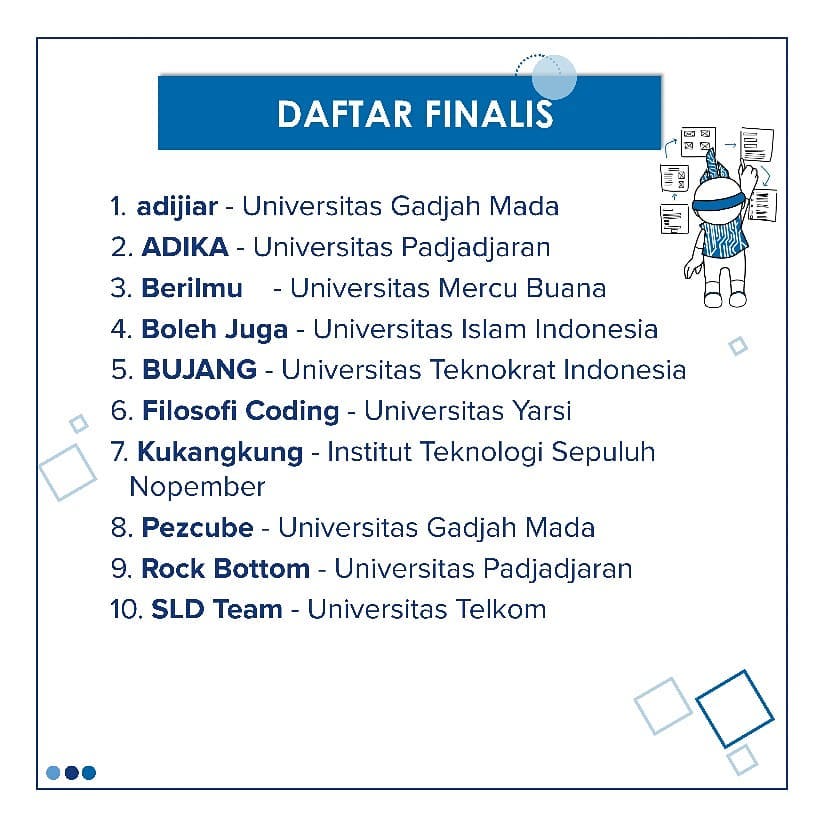 DAFTAR FINALIS
1. adijiar - Universitas Gadjah Mada
2. ADIKA - Universitas Padjadjaran
3. Berilmu - Universitas Mercu Buana
4. Boleh Juga - Universitas Islam Indonesia
5. BUJANG - Universitas Teknokrat Indonesia
6. Filosofi Coding - Universitas Yarsi
7. Kukangkung - Institut Teknologi Sepuluh
Nopember
8. Pezcube - Universitas Gadjah Mada
9. Rock Bottom - Universitas Padjadjaran
10. SLD Team - Universitas Telkom